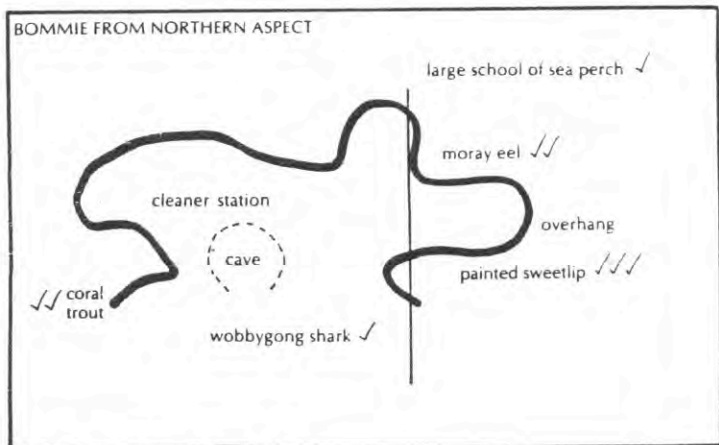 BOMMIE FROM NORTHERN ASPECT
large school of sea perch ✓
moray eel ✓✓
cleaner station
overhang
cave
painted sweetlip ✓✓✓
✓✓ coral
trout
wobbygong shark ✓